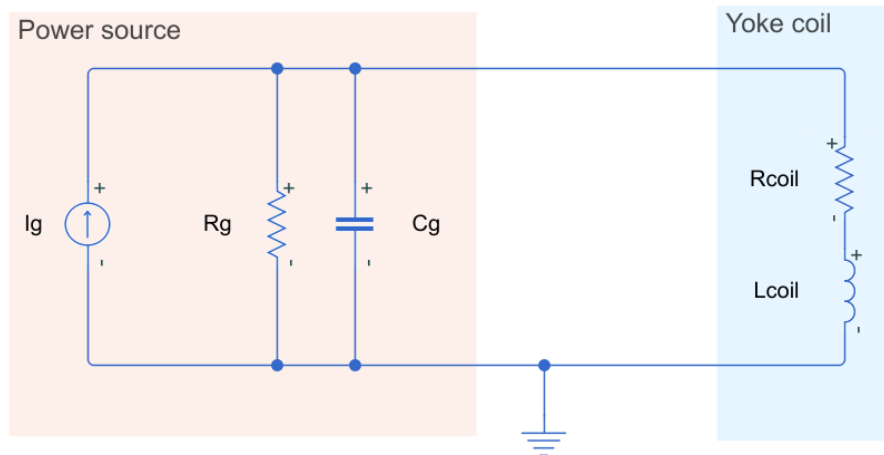 Power source
Yoke coil
+
+
+
+
Rcoil
-
Ig
Rg
Cg
+
-
-
-
Lcoil
-